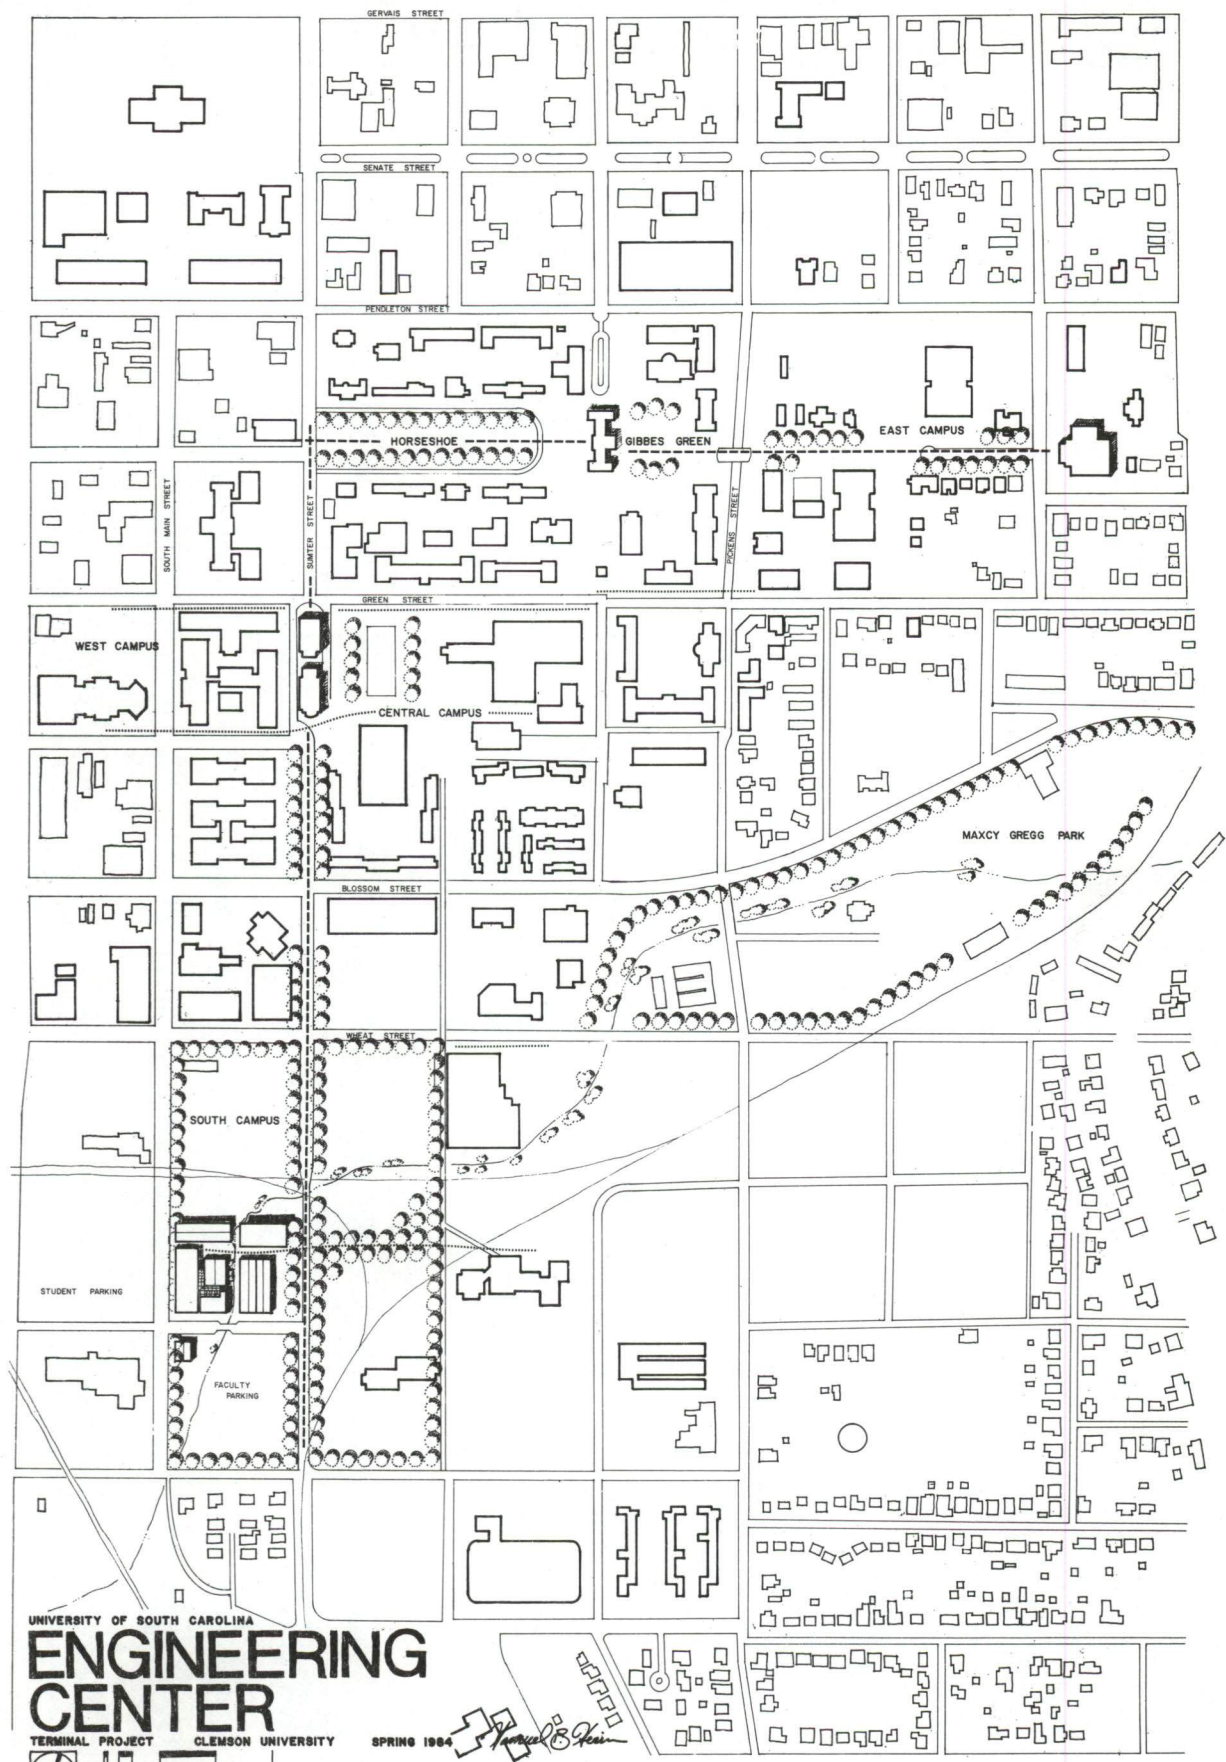 GERVAIS STREET
SENATE STREET
PENDLETON STREET
HORSESHOE
GIBBES GREEN
EAST CAMPUS
SOUTH MAIN STREET
SUMTER STREET
PICKENS STREET
GREEN STREET
WEST CAMPUS
CENTRAL CAMPUS
MAXCY GREGG PARK
BLOSSOM STREET
WHEAT STREET
SOUTH CAMPUS
STUDENT PARKING
FACULTY
PARKING
UNIVERSITY OF SOUTH CAROLINA
ENGINEERING
CENTER
TERMINAL PROJECT CLEMSON UNIVERSITY SPRING 1984